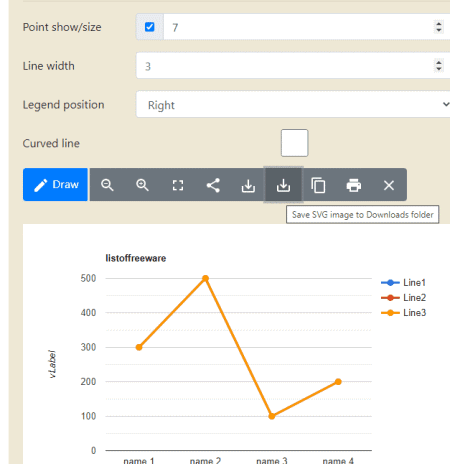 Point show/size
7
Line width
3
Legend position
Right
Curved line
Draw
Save SVG image to Downloads folder
listoffreeware
500
400
300
200
100
0
vLabel
Line1
Line2
Line3
name 1
name 2
name 3
name 4